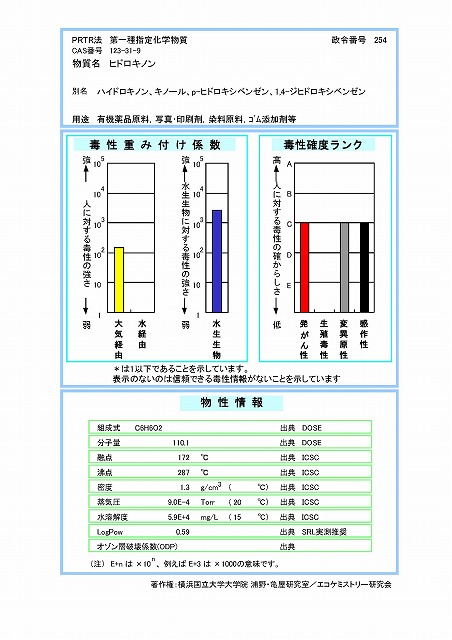 PRTR法 第一種指定化学物質 政令番号 254
CAS番号 123-31-9
物質名 ヒドロキノン
別名 ハイドロキノン、キノール、p-ヒドロキシベンゼン、1,4-ジヒドロキシベンゼン
用途 有機薬品原料, 写真・印刷剤, 染料原料, ゴム添加剤等
毒性重み付け係数
強 人に対する毒性の強さ 弱
10^5
10^4
10^3
10^2
10^1
1
大気経由
水経由
強 水生生物に対する毒性の強さ 弱
10^5
10^4
10^3
10^2
10^1
1
水生生物
毒性確度ランク
高 人に対する毒性の確からしさ 低
A
B
C
D
E
発がん性
生殖毒性
変異原性
感作性
*は1以下であることを示しています。
表示のないのは信頼できる毒性情報がないことを示しています
物性情報
組成式 C6H6O2 出典 DOSE
分子量 110.1 出典 DOSE
融点 172 ℃ 出典 ICSC
沸点 287 ℃ 出典 ICSC
密度 1.3 g/cm3 ( ℃) 出典 ICSC
蒸気圧 9.0E-4 Torr (20 ℃) 出典 ICSC
水溶解度 5.9E+4 mg/L (15 ℃) 出典 ICSC
LogPow 0.59 出典 SRL実測推奨
オゾン層破壊係数(ODP) 出典
(注) E+n は ×10^n、例えば E+3 は ×1000の意味です。
著作権:横浜国立大学大学院 浦野・亀屋研究室/エコケミストリー研究会